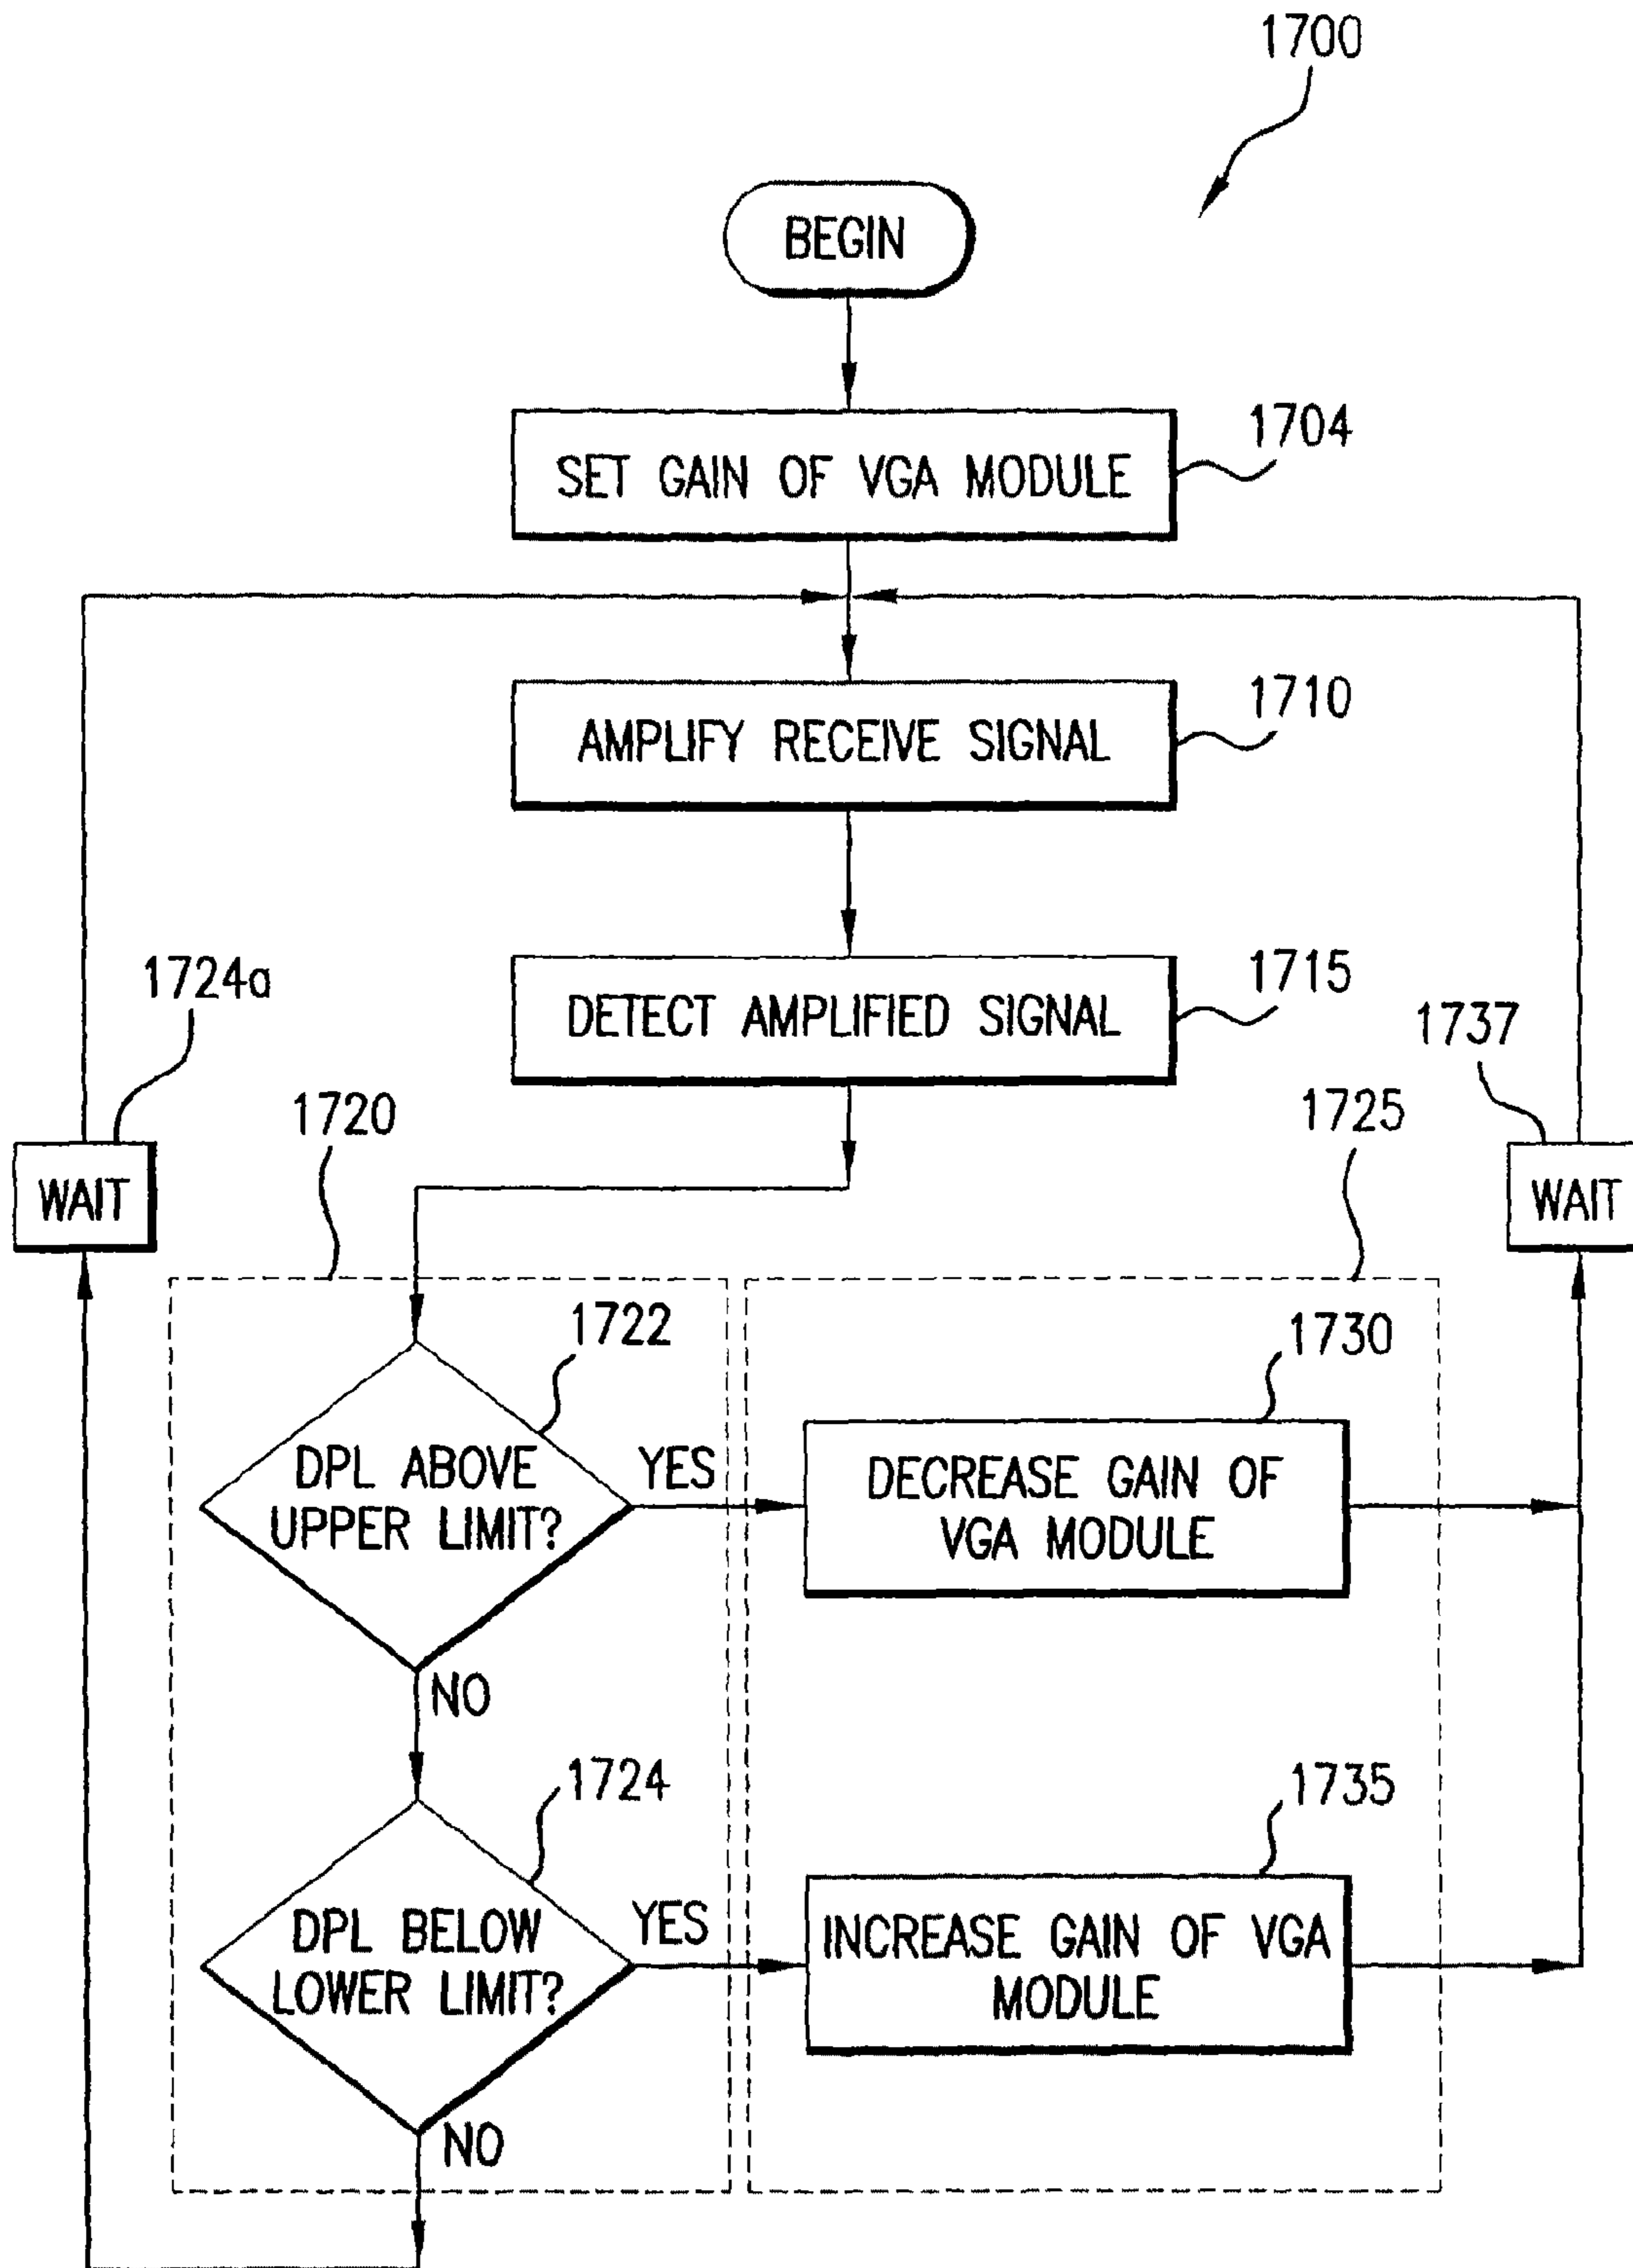 1700
BEGIN
1704
SET GAIN OF VGA MODULE
1710
AMPLIFY RECEIVE SIGNAL
1715
DETECT AMPLIFIED SIGNAL
1724a
1737
1720
1725
WAIT
WAIT
1722
1730
DPL ABOVE
UPPER LIMIT?
YES
DECREASE GAIN OF
VGA MODULE
NO
1724
1735
DPL BELOW
LOWER LIMIT?
YES
INCREASE GAIN OF VGA
MODULE
NO